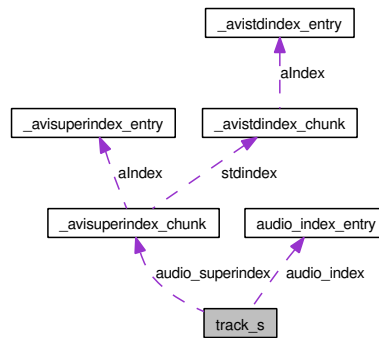 _avistdindex_entry
aIndex
_avisuperindex_entry
_avistdindex_chunk
aIndex
stdindex
_avisuperindex_chunk
audio_index_entry
audio_superindex
audio_index
track_s